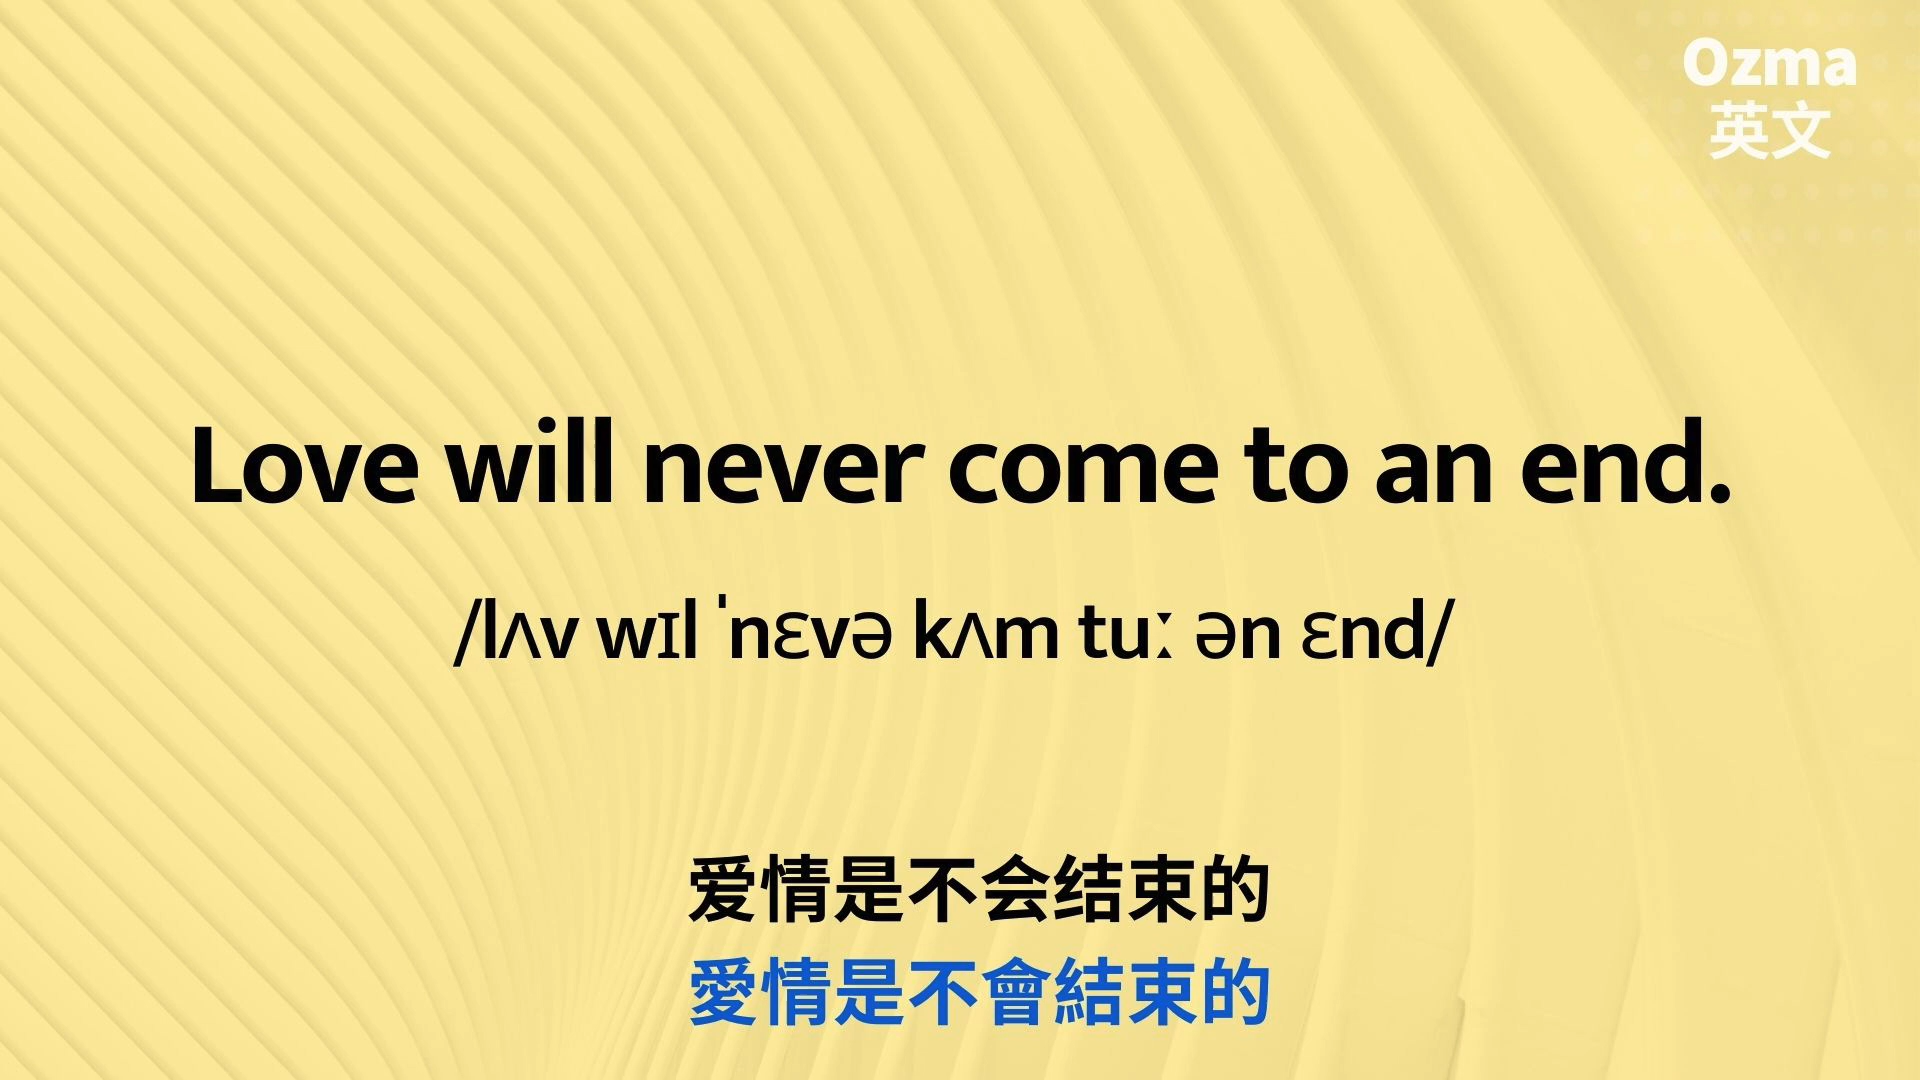 Ozma
英文
Love will never come to an end.
/lʌv wɪl ˈnɛvə kʌm tuː ən ɛnd/
爱情是不会结束的
愛情是不會結束的